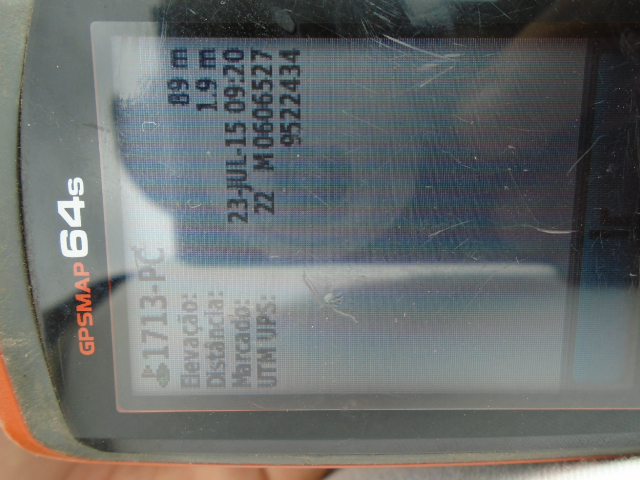 GPSMAP 64s
1713-PC
Elevação: 89 m
Distância: 1.9 m
Marcado: 23-JUL-15 09:20
UTM UPS: 22 M 0606527
9522434